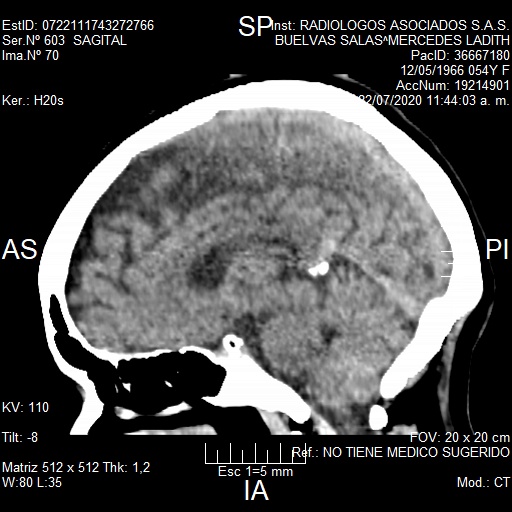 EstID: 0722111743272766
Ser.Nº 603 SAGITAL
Ima.Nº 70
Ker.: H20s
SP
Inst: RADIOLOGOS ASOCIADOS S.A.S.
BUELVAS SALAS^MERCEDES LADITH
PacID: 36667180
12/05/1966 054Y F
AccNum: 19214901
22/07/2020 11:44:03 a. m.
AS
PI
KV: 110
Tilt: -8
Matriz 512 x 512 Thk: 1,2
W:80 L:35
Esc 1=5 mm
IA
FOV: 20 x 20 cm
Ref.: NO TIENE MEDICO SUGERIDO
Mod.: CT